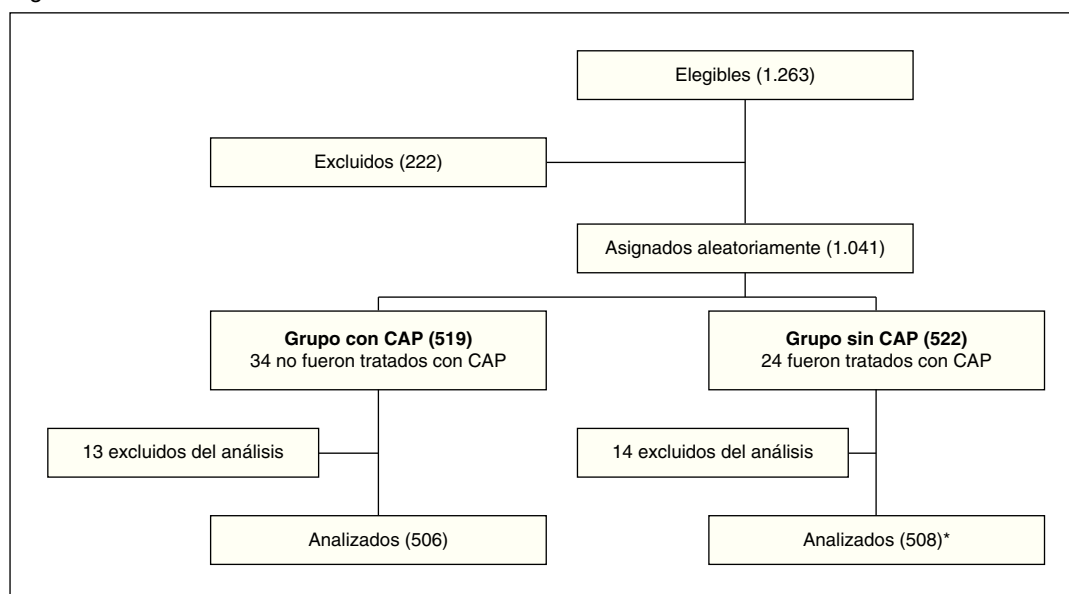 Elegibles (1.263)
Excluidos (222)
Asignados aleatoriamente (1.041)
Grupo con CAP (519)
34 no fueron tratados con CAP
Grupo sin CAP (522)
24 fueron tratados con CAP
13 excluidos del análisis
14 excluidos del análisis
Analizados (506)
Analizados (508)*